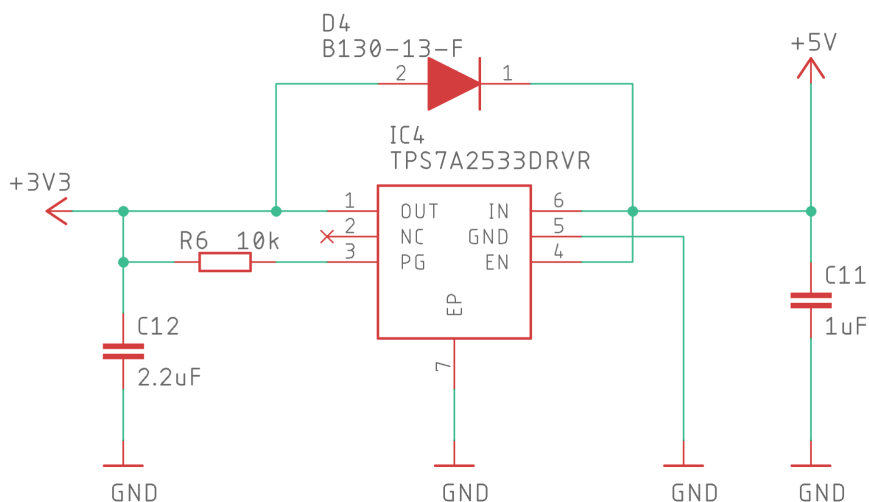 D4
B130-13-F
2
1
+5V
IC4
TPS7A2533DRVR
+3V3
1
OUT
IN
6
2
NC
GND
5
R6
10k
3
PG
EN
4
EP
7
C11
1uF
C12
2.2uF
GND
GND
GND
GND